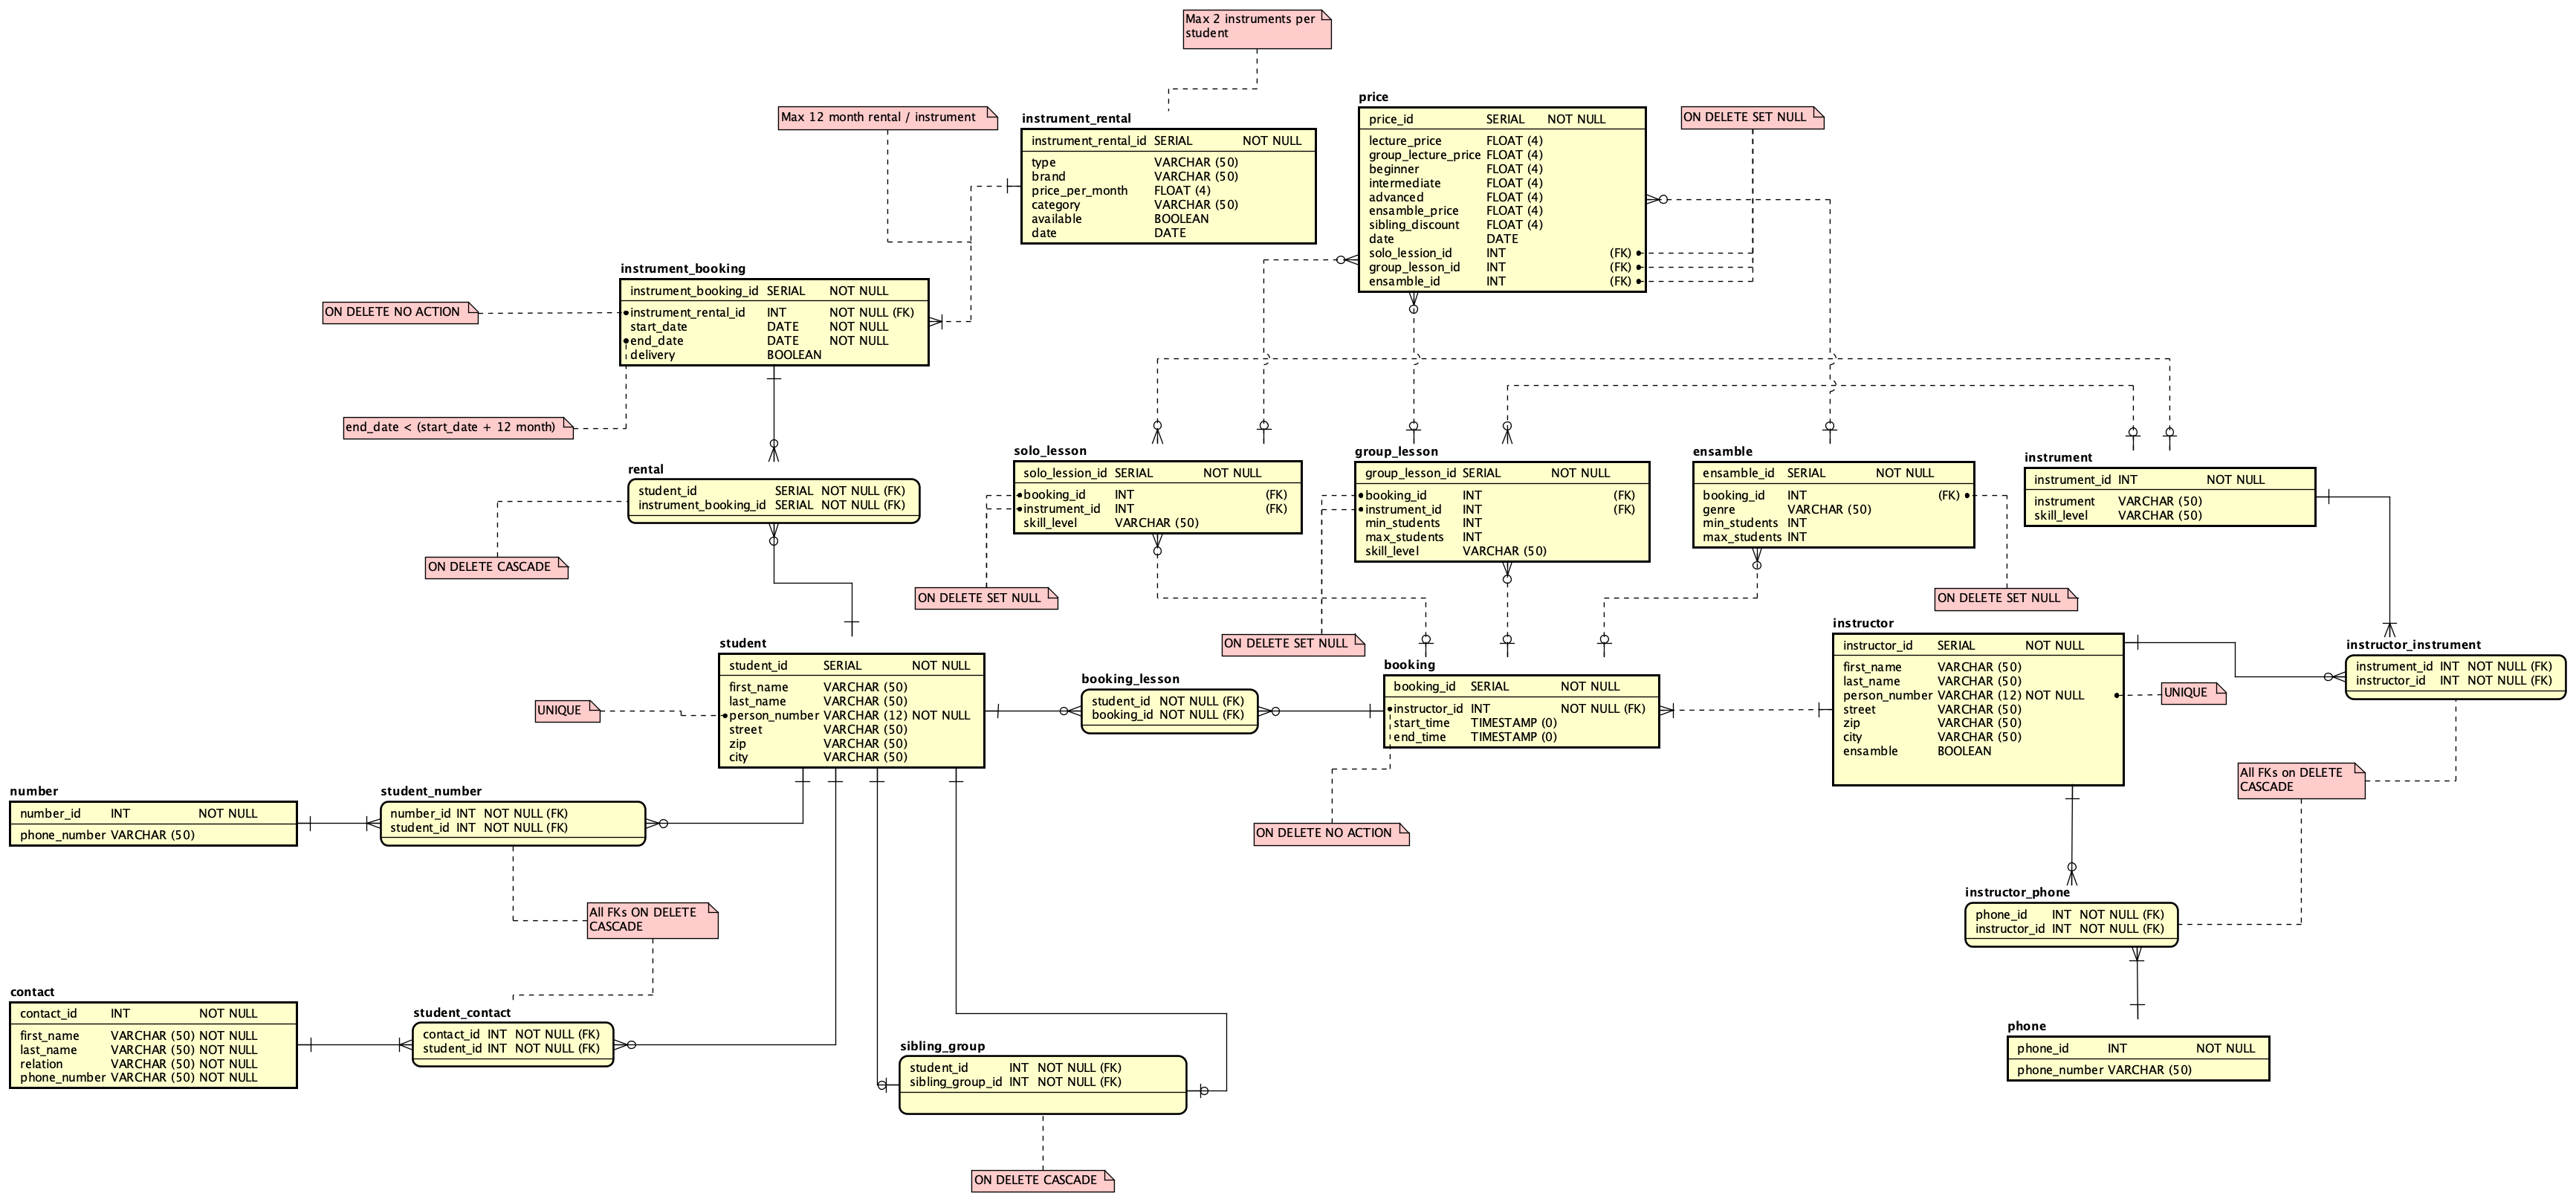 Max 2 instruments per
student
Max 12 month rental / instrument
instrument_rental
instrument_rental_id SERIAL NOT NULL
type VARCHAR (50)
brand VARCHAR (50)
price_per_month FLOAT (4)
category VARCHAR (50)
available BOOLEAN
date DATE
price
price_id SERIAL NOT NULL
lecture_price FLOAT (4)
group_lecture_price FLOAT (4)
beginner FLOAT (4)
intermediate FLOAT (4)
advanced FLOAT (4)
ensamble_price FLOAT (4)
sibling_discount FLOAT (4)
date DATE
solo_lession_id INT (FK)
group_lesson_id INT (FK)
ensamble_id INT (FK)
ON DELETE SET NULL
instrument_booking
instrument_booking_id SERIAL NOT NULL
instrument_rental_id INT NOT NULL (FK)
start_date DATE NOT NULL
end_date DATE NOT NULL
delivery BOOLEAN
ON DELETE NO ACTION
end_date < (start_date + 12 month)
rental
student_id SERIAL NOT NULL (FK)
instrument_booking_id SERIAL NOT NULL (FK)
ON DELETE CASCADE
solo_lesson
solo_lession_id SERIAL NOT NULL
booking_id INT (FK)
instrument_id INT (FK)
skill_level VARCHAR (50)
ON DELETE SET NULL
group_lesson
group_lesson_id SERIAL NOT NULL
booking_id INT (FK)
instrument_id INT (FK)
min_students INT
max_students INT
skill_level VARCHAR (50)
ON DELETE SET NULL
ensamble
ensamble_id SERIAL NOT NULL
booking_id INT (FK)
genre VARCHAR (50)
min_students INT
max_students INT
ON DELETE SET NULL
instrument
instrument_id INT NOT NULL
instrument VARCHAR (50)
skill_level VARCHAR (50)
student
student_id SERIAL NOT NULL
first_name VARCHAR (50)
last_name VARCHAR (50)
person_number VARCHAR (12) NOT NULL
street VARCHAR (50)
zip VARCHAR (50)
city VARCHAR (50)
UNIQUE
booking_lesson
student_id NOT NULL (FK)
booking_id NOT NULL (FK)
booking
booking_id SERIAL NOT NULL
instructor_id INT NOT NULL (FK)
start_time TIMESTAMP (0)
end_time TIMESTAMP (0)
ON DELETE NO ACTION
instructor
instructor_id SERIAL NOT NULL
first_name VARCHAR (50)
last_name VARCHAR (50)
person_number VARCHAR (12) NOT NULL
street VARCHAR (50)
zip VARCHAR (50)
city VARCHAR (50)
ensamble BOOLEAN
UNIQUE
instructor_instrument
instrument_id INT NOT NULL (FK)
instructor_id INT NOT NULL (FK)
All FKs on DELETE
CASCADE
number
number_id INT NOT NULL
phone_number VARCHAR (50)
student_number
number_id INT NOT NULL (FK)
student_id INT NOT NULL (FK)
All FKs ON DELETE
CASCADE
instructor_phone
phone_id INT NOT NULL (FK)
instructor_id INT NOT NULL (FK)
contact
contact_id INT NOT NULL
first_name VARCHAR (50) NOT NULL
last_name VARCHAR (50) NOT NULL
relation VARCHAR (50) NOT NULL
phone_number VARCHAR (50) NOT NULL
student_contact
contact_id INT NOT NULL (FK)
student_id INT NOT NULL (FK)
sibling_group
student_id INT NOT NULL (FK)
sibling_group_id INT NOT NULL (FK)
ON DELETE CASCADE
phone
phone_id INT NOT NULL
phone_number VARCHAR (50)